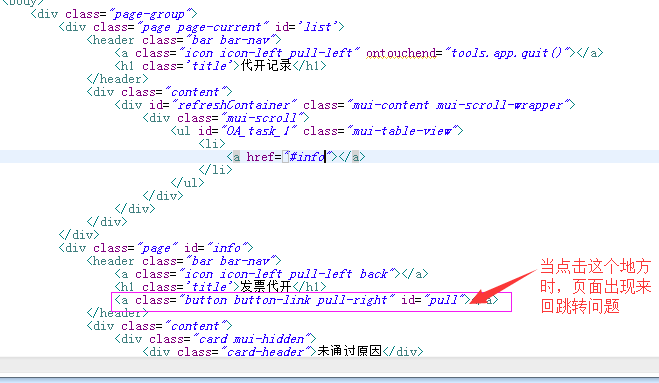 <body>
<div class="page-group">
<div class="page page-current" id='list'>
<header class="bar bar-nav">
<a class="icon icon-left pull-left" ontouchend="tools.app.quit()"></a>
<h1 class='title'>代开记录</h1>
</header>
<div class="content">
<div id="refreshContainer" class="mui-content mui-scroll-wrapper">
<div class="mui-scroll">
<ul id="OA_task_1" class="mui-table-view">
<li>
<a href="#info"></a>
</li>
</ul>
</div>
</div>
</div>
</div>
<div class="page" id="info">
<header class="bar bar-nav">
<a class="icon icon-left pull-left back"></a>
<h1 class='title'>发票代开</h1>
<a class="button button-link pull-right" id="pull"></a>
</header>
<div class="content">
<div class="card mui-hidden">
<div class="card-header">未通过原因</div>
当点击这个地方
时，页面出现来
回跳转问题